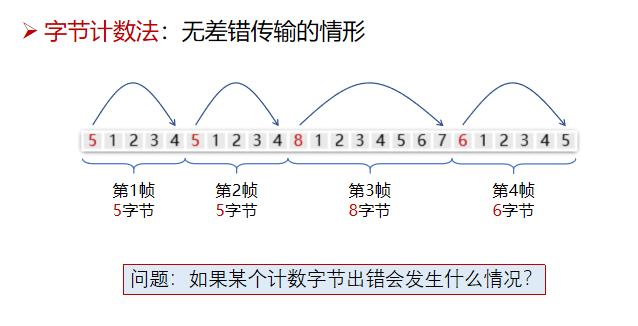 字节计数法：无差错传输的情形
5 1 2 3 4 5 1 2 3 4 8 1 2 3 4 5 6 7 6 1 2 3 4 5
第1帧 第2帧 第3帧 第4帧
5字节 5字节 8字节 6字节
问题：如果某个计数字节出错会发生什么情况？